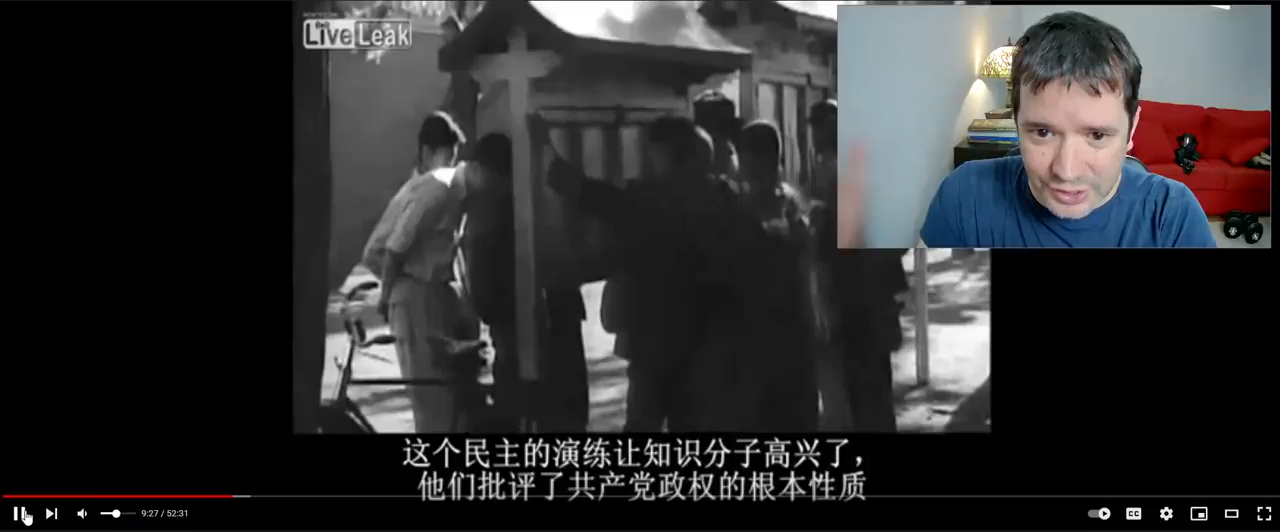 LiveLeak
这个民主的演练让知识分子高兴了，
他们批评了共产党政权的根本性质
9:27 / 52:31
CC